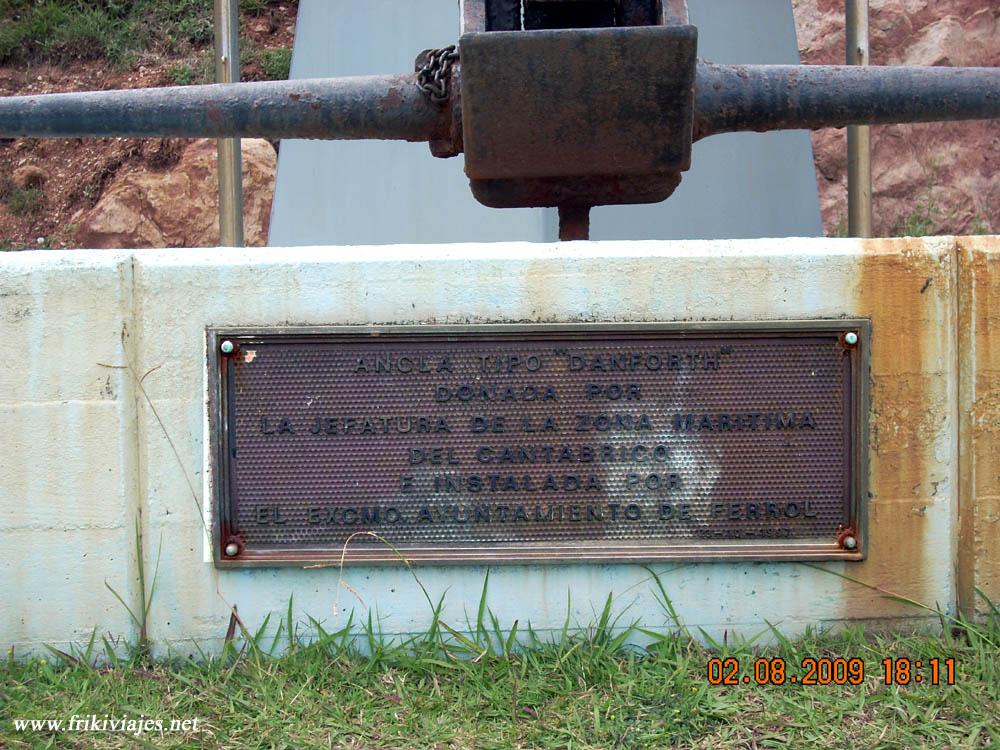 ANCLA TIPO "DANFORTH"
DONADA POR
LA JEFATURA DE LA ZONA MARITIMA
DEL CANTABRICO
E INSTALADA POR
EL EXCMO. AYUNTAMIENTO DE FERROL
02.08.2009 18:11
www.frikiviajes.net